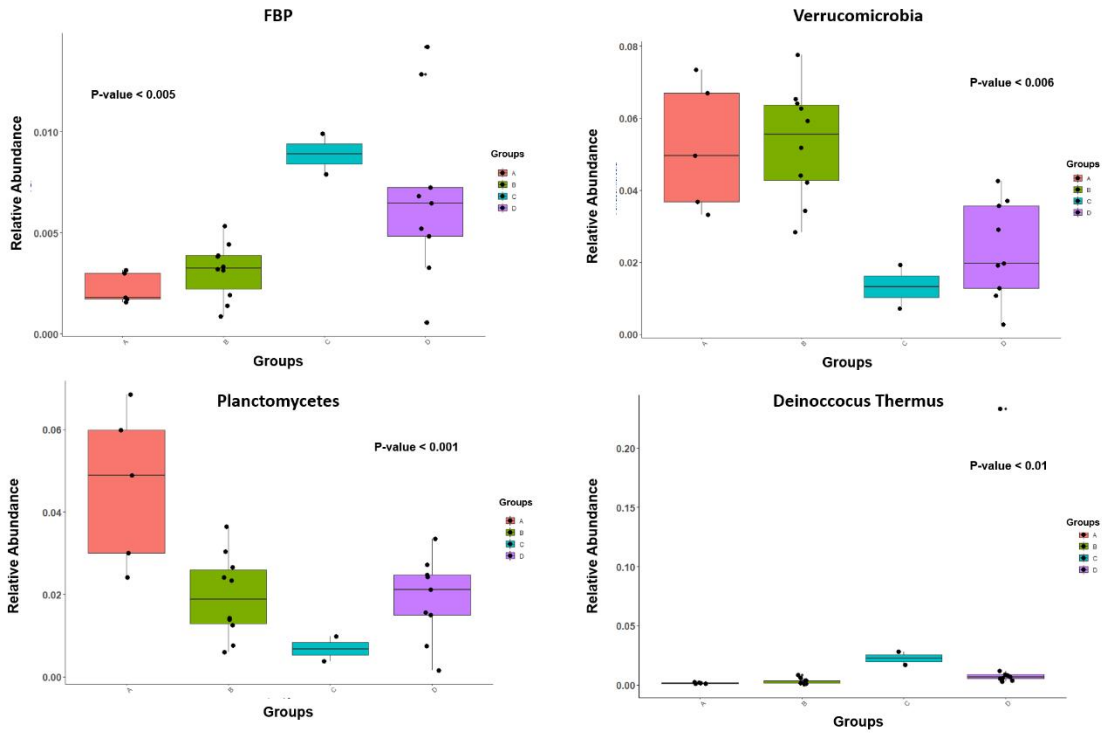 FBP
P-value < 0.005
Relative Abundance
0.010
0.005
0.000
A
B
C
D
Groups
Groups
A
B
C
D
Verrucomicrobia
P-value < 0.006
Relative Abundance
0.08
0.06
0.04
0.02
0.00
A
B
C
D
Groups
Groups
A
B
C
D
Planctomycetes
P-value < 0.001
Relative Abundance
0.06
0.04
0.02
0.00
A
B
C
D
Groups
Groups
A
B
C
D
Deinoccocus Thermus
P-value < 0.01
Relative Abundance
0.20
0.15
0.10
0.05
0.00
A
B
C
D
Groups
Groups
A
B
C
D